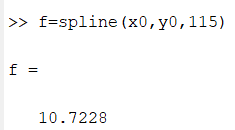 >> f=spline(x0,y0,115)
f =
10.7228